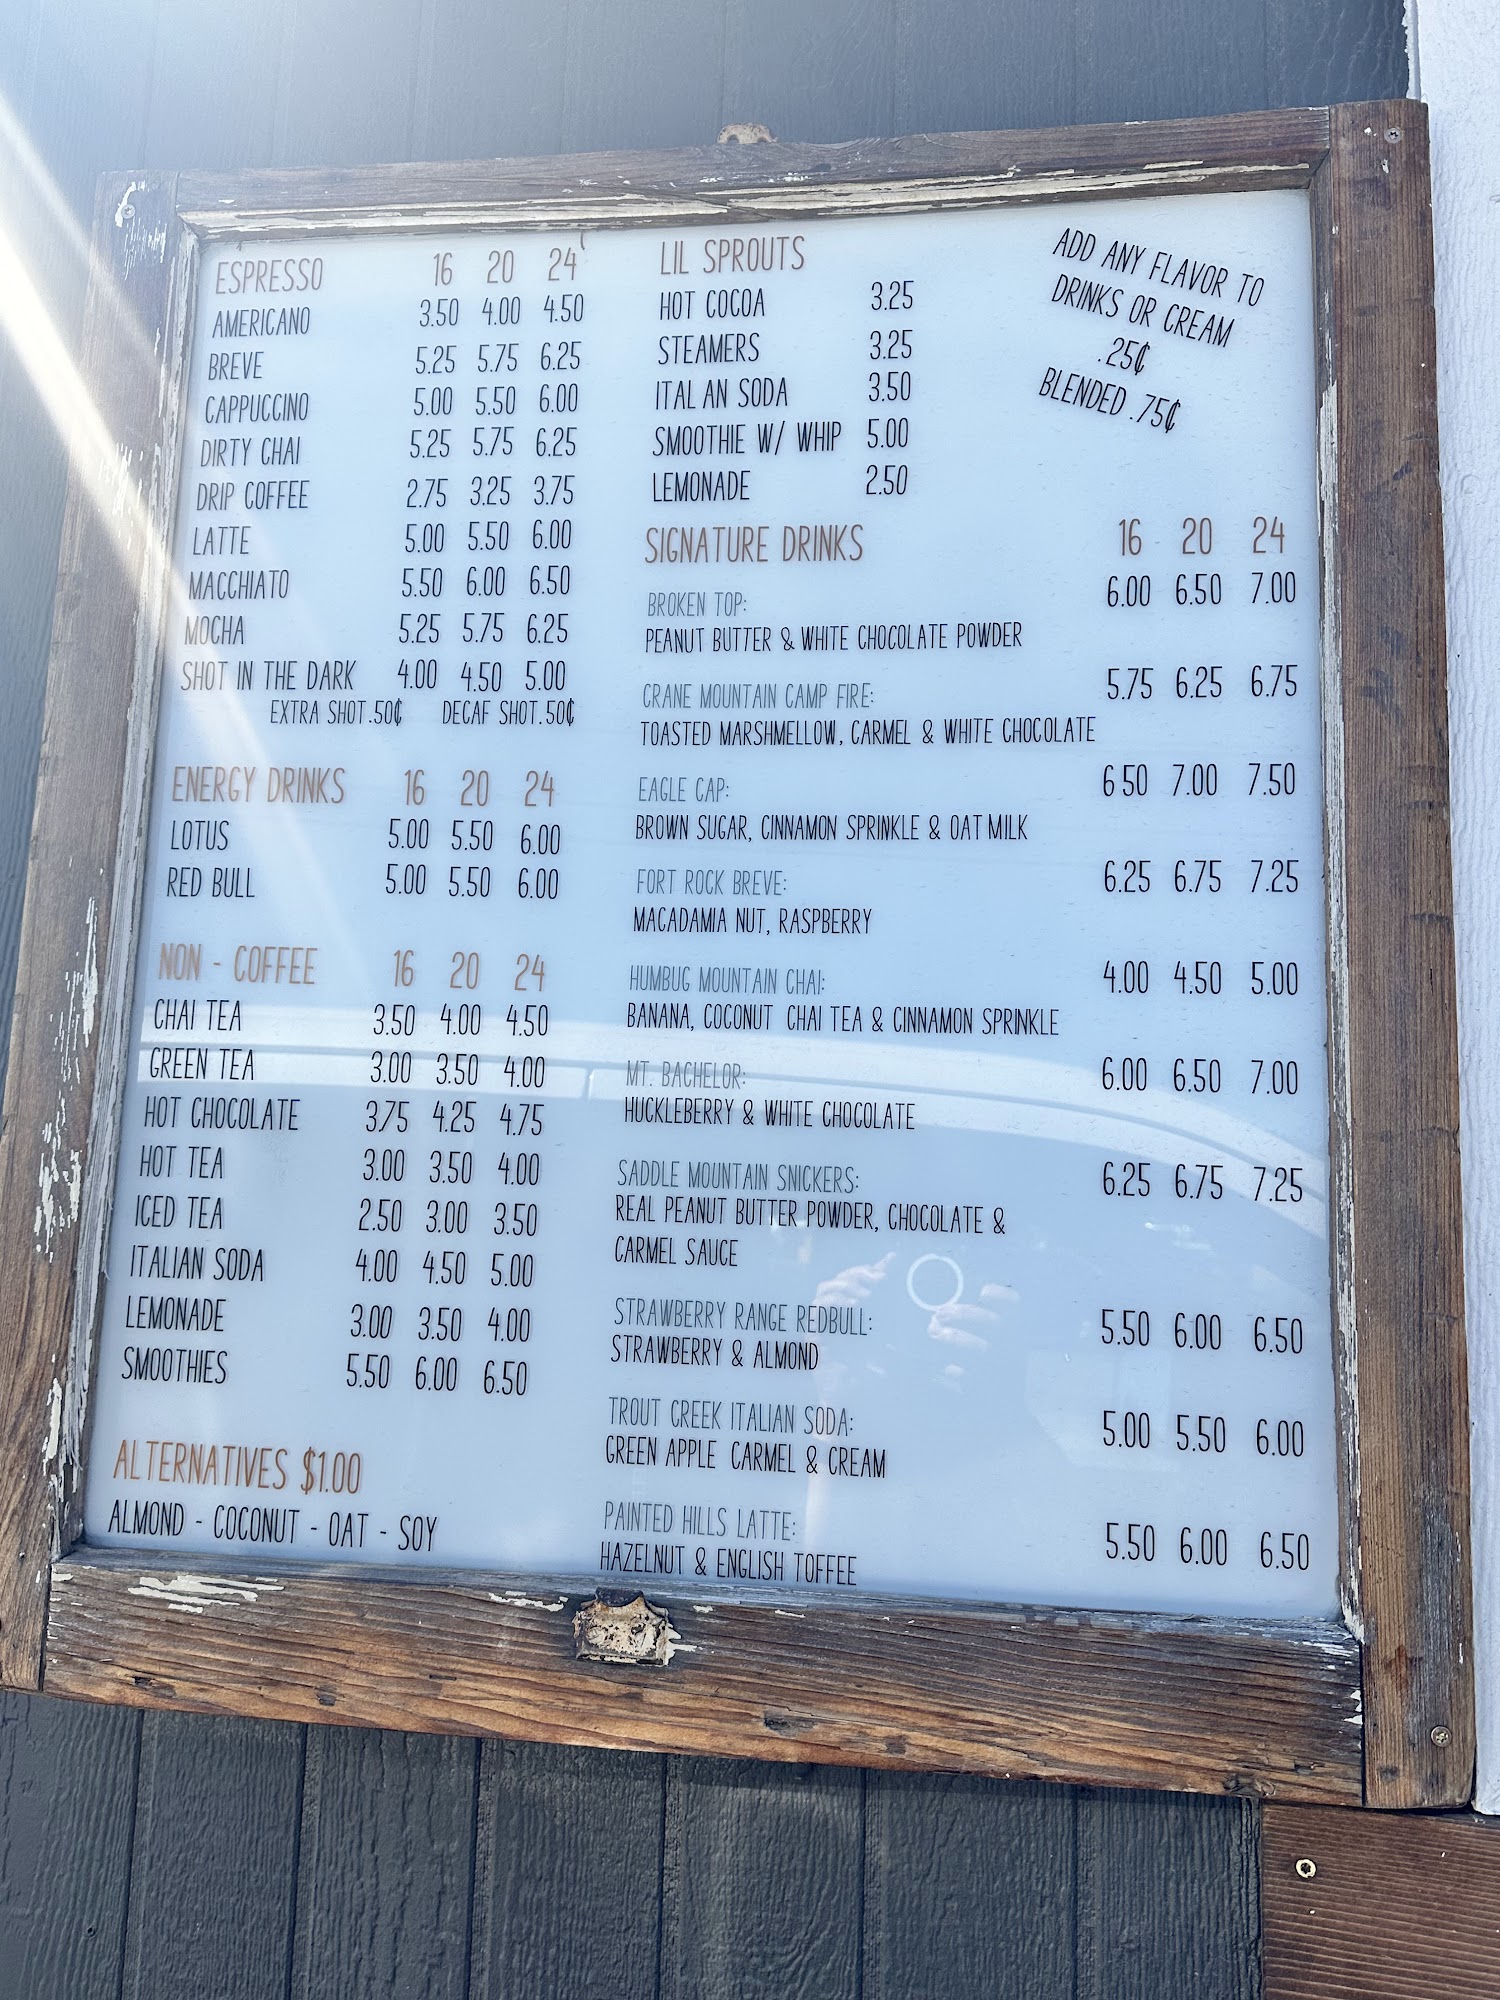 ESPRESSO 16 20 24
AMERICANO 3.50 4.00 4.50
BREVE 5.25 5.75 6.25
CAPPUCCINO 5.00 5.50 6.00
DIRTY CHAI 5.25 5.75 6.25
DRIP COFFEE 2.75 3.25 3.75
LATTE 5.00 5.50 6.00
MACCHIATO 5.50 6.00 6.50
MOCHA 5.25 5.75 6.25
SHOT IN THE DARK 4.00 4.50 5.00
EXTRA SHOT .50¢ DECAF SHOT .50¢
ENERGY DRINKS 16 20 24
LOTUS 5.00 5.50 6.00
RED BULL 5.00 5.50 6.00
NON - COFFEE 16 20 24
CHAI TEA 3.50 4.00 4.50
GREEN TEA 3.00 3.50 4.00
HOT CHOCOLATE 3.75 4.25 4.75
HOT TEA 3.00 3.50 4.00
ICED TEA 2.50 3.00 3.50
ITALIAN SODA 4.00 4.50 5.00
LEMONADE 3.00 3.50 4.00
SMOOTHIES 5.50 6.00 6.50
ALTERNATIVES $1.00
ALMOND - COCONUT - OAT - SOY
LIL SPROUTS
HOT COCOA 3.25
STEAMERS 3.25
ITAL AN SODA 3.50
SMOOTHIE W/ WHIP 5.00
LEMONADE 2.50
ADD ANY FLAVOR TO
DRINKS OR CREAM
.25¢
BLENDED .75¢
SIGNATURE DRINKS 16 20 24
BROKEN TOP: 6.00 6.50 7.00
PEANUT BUTTER & WHITE CHOCOLATE POWDER
CRANE MOUNTAIN CAMP FIRE: 5.75 6.25 6.75
TOASTED MARSHMELLOW, CARMEL & WHITE CHOCOLATE
EAGLE CAP: 6 50 7.00 7.50
BROWN SUGAR, CINNAMON SPRINKLE & OAT MILK
FORT ROCK BREVE: 6.25 6.75 7.25
MACADAMIA NUT, RASPBERRY
HUMBUG MOUNTAIN CHAI: 4.00 4.50 5.00
BANANA, COCONUT CHAI TEA & CINNAMON SPRINKLE
MT. BACHELOR: 6.00 6.50 7.00
HUCKLEBERRY & WHITE CHOCOLATE
SADDLE MOUNTAIN SNICKERS: 6.25 6.75 7.25
REAL PEANUT BUTTER POWDER, CHOCOLATE &
CARMEL SAUCE
STRAWBERRY RANGE REDBULL: 5.50 6.00 6.50
STRAWBERRY & ALMOND
TROUT CREEK ITALIAN SODA: 5.00 5.50 6.00
GREEN APPLE CARMEL & CREAM
PAINTED HILLS LATTE: 5.50 6.00 6.50
HAZELNUT & ENGLISH TOFFEE